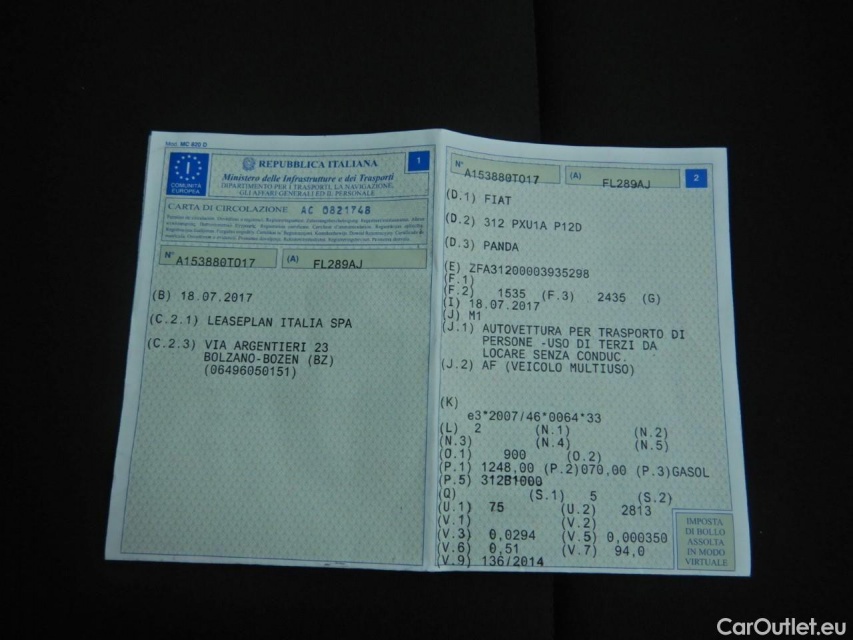 Mod. MC 820 D
REPUBBLICA ITALIANA
1
Ministero delle Infrastrutture e dei Trasporti
DIPARTIMENTO PER I TRASPORTI, LA NAVIGAZIONE,
GLI AFFARI GENERALI ED IL PERSONALE
I
COMUNITÀ
EUROPEA
CARTA DI CIRCOLAZIONE AC 0821748
N° A153880TO17 (A) FL289AJ
(B) 18.07.2017
(C.2.1) LEASEPLAN ITALIA SPA
(C.2.3) VIA ARGENTIERI 23
BOLZANO-BOZEN (BZ)
(06496050151)
N° A153880TO17 (A) FL289AJ 2
(D.1) FIAT
(D.2) 312 PXU1A P12D
(D.3) PANDA
(E) ZFA31200003935298
(F.1)
(F.2) 1535 (F.3) 2435 (G)
(I) 18.07.2017
(J) M1
(J.1) AUTOVETTURA PER TRASPORTO DI
PERSONE -USO DI TERZI DA
LOCARE SENZA CONDUC.
(J.2) AF (VEICOLO MULTIUSO)
(K)
e3*2007/46*0064*33
(L) 2 (N.1) (N.2)
(N.3) (N.4) (N.5)
(O.1) 900 (O.2)
(P.1) 1248,00 (P.2)070,00 (P.3)GASOL
(P.5) 312B1000
(Q) (S.1) 5 (S.2)
(U.1) 75 (U.2) 2813
(V.1) (V.2)
(V.3) 0,0294 (V.5) 0,000350
(V.6) 0,51 (V.7) 94,0
(V.9) 136/2014
IMPOSTA
DI BOLLO
ASSOLTA
IN MODO
VIRTUALE
CarOutlet.eu